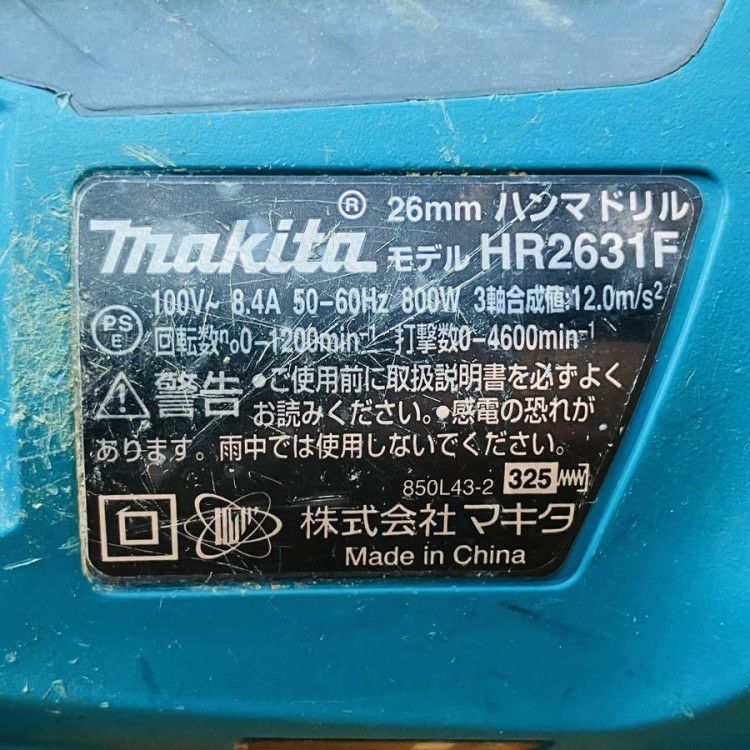 makita® 26mm ハンマドリル
モデル HR2631F
100V~ 8.4A 50-60Hz 800W 3軸合成値:12.0m/s²
PS
E
回転数n₀0-1200min⁻¹ 打撃数0-4600min⁻¹
警告 •ご使用前に取扱説明書を必ずよく
お読みください。•感電の恐れが
あります。雨中では使用しないでください。
850L43-2 325
株式会社 マキタ
Made in China